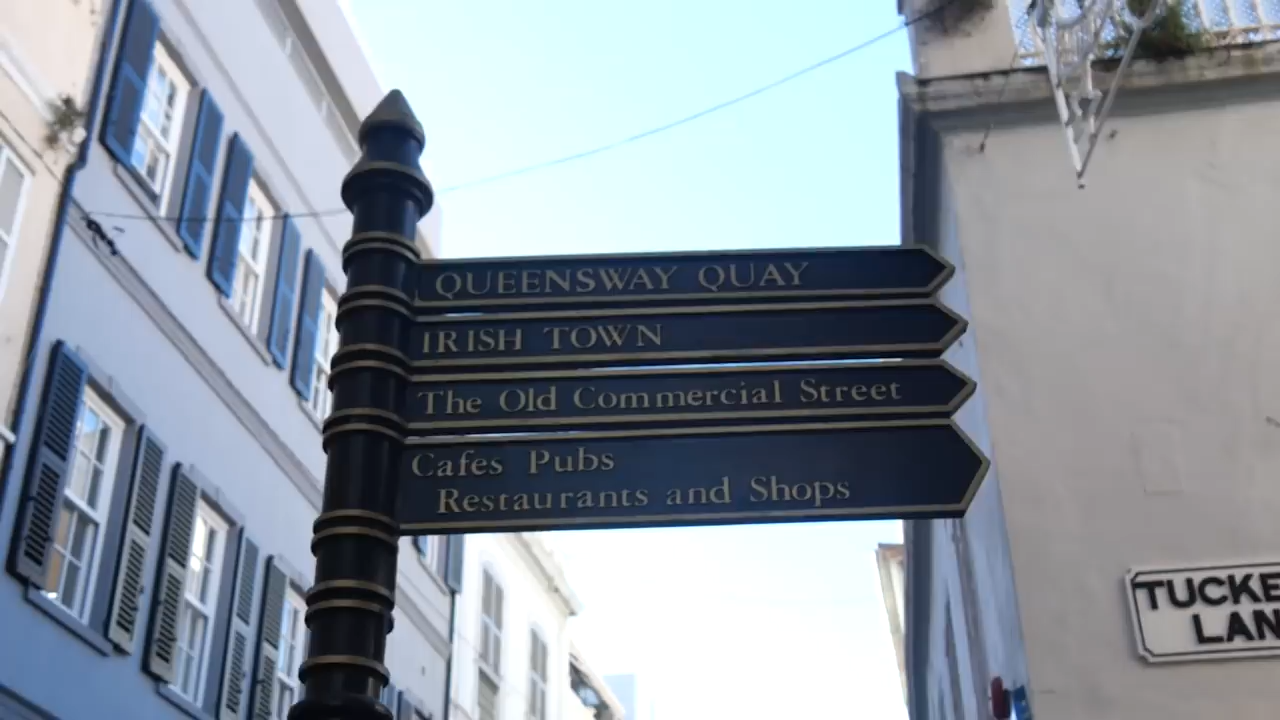 QUEENSWAY QUAY
IRISH TOWN
The Old Commercial Street
Cafes Pubs
Restaurants and Shops